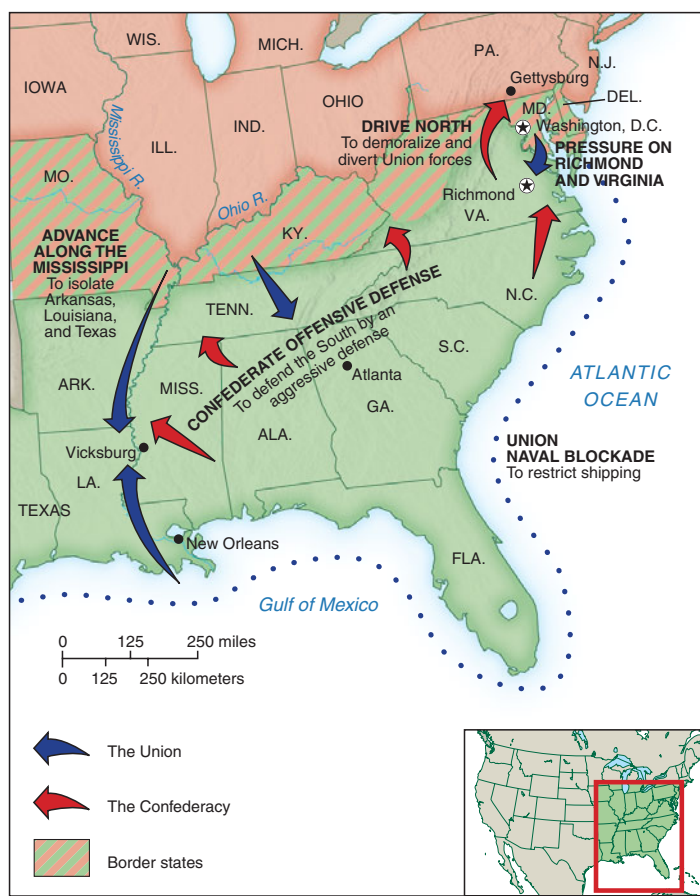 WIS.
MICH.
PA.
N.J.
IOWA
Gettysburg
OHIO
MD.
DEL.
Mississippi R.
IND.
ILL.
DRIVE NORTH
To demoralize and
divert Union forces
Washington, D.C.
PRESSURE ON
RICHMOND
AND VIRGINIA
MO.
Ohio R.
Richmond
VA.
KY.
ADVANCE
ALONG THE
MISSISSIPPI
To isolate
Arkansas,
Louisiana,
and Texas
TENN.
N.C.
CONFEDERATE OFFENSIVE DEFENSE
To defend the South by an
aggressive defense
S.C.
ATLANTIC
OCEAN
ARK.
MISS.
Atlanta
GA.
ALA.
Vicksburg
UNION
NAVAL BLOCKADE
To restrict shipping
LA.
TEXAS
New Orleans
FLA.
Gulf of Mexico
0 125 250 miles
0 125 250 kilometers
The Union
The Confederacy
Border states